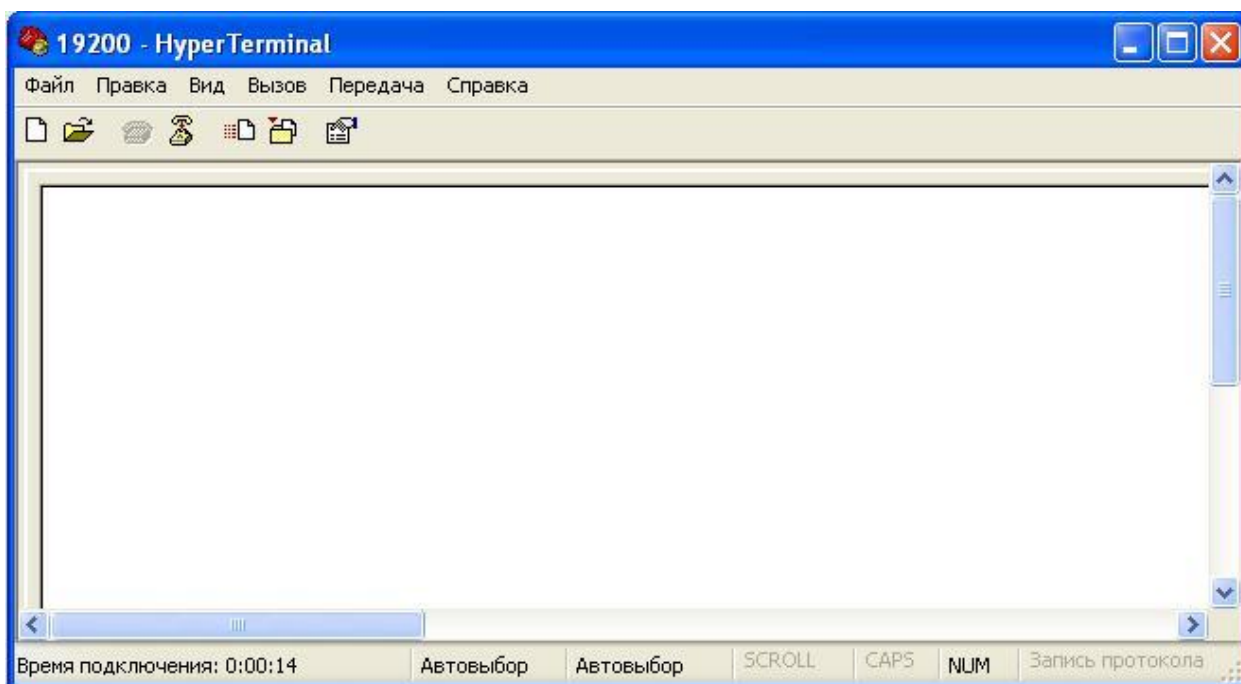 19200 - HyperTerminal
Файл Правка Вид Вызов Передача Справка
Время подключения: 0:00:14 Автовыбор Автовыбор SCROLL CAPS NUM Запись протокола